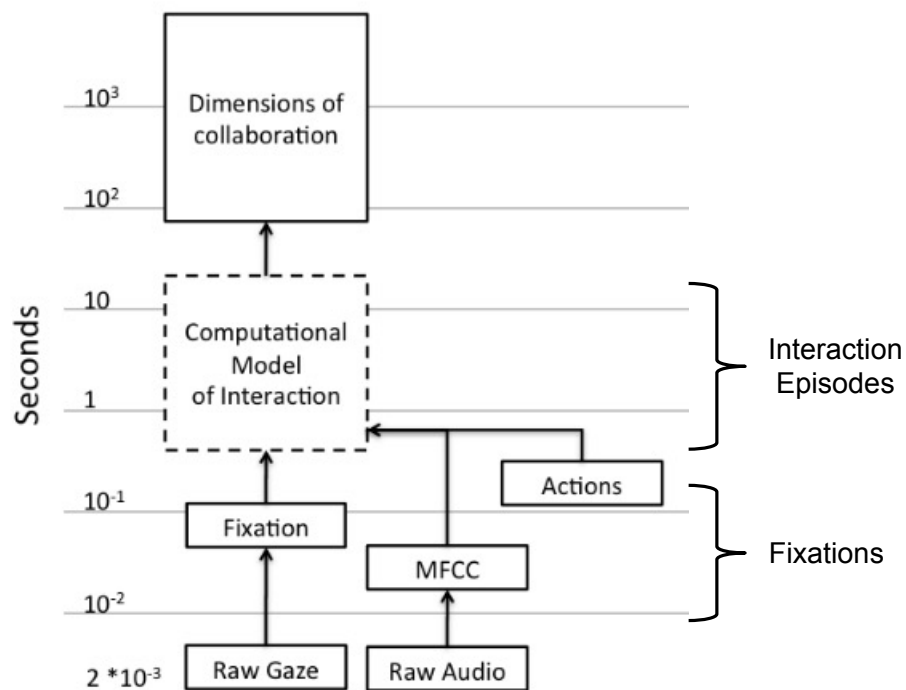 Seconds
10³
Dimensions of
collaboration
10²
10
Computational
Model
of Interaction
1
Interaction
Episodes
Actions
10⁻¹
Fixation
MFCC
Fixations
10⁻²
2 *10⁻³
Raw Gaze
Raw Audio